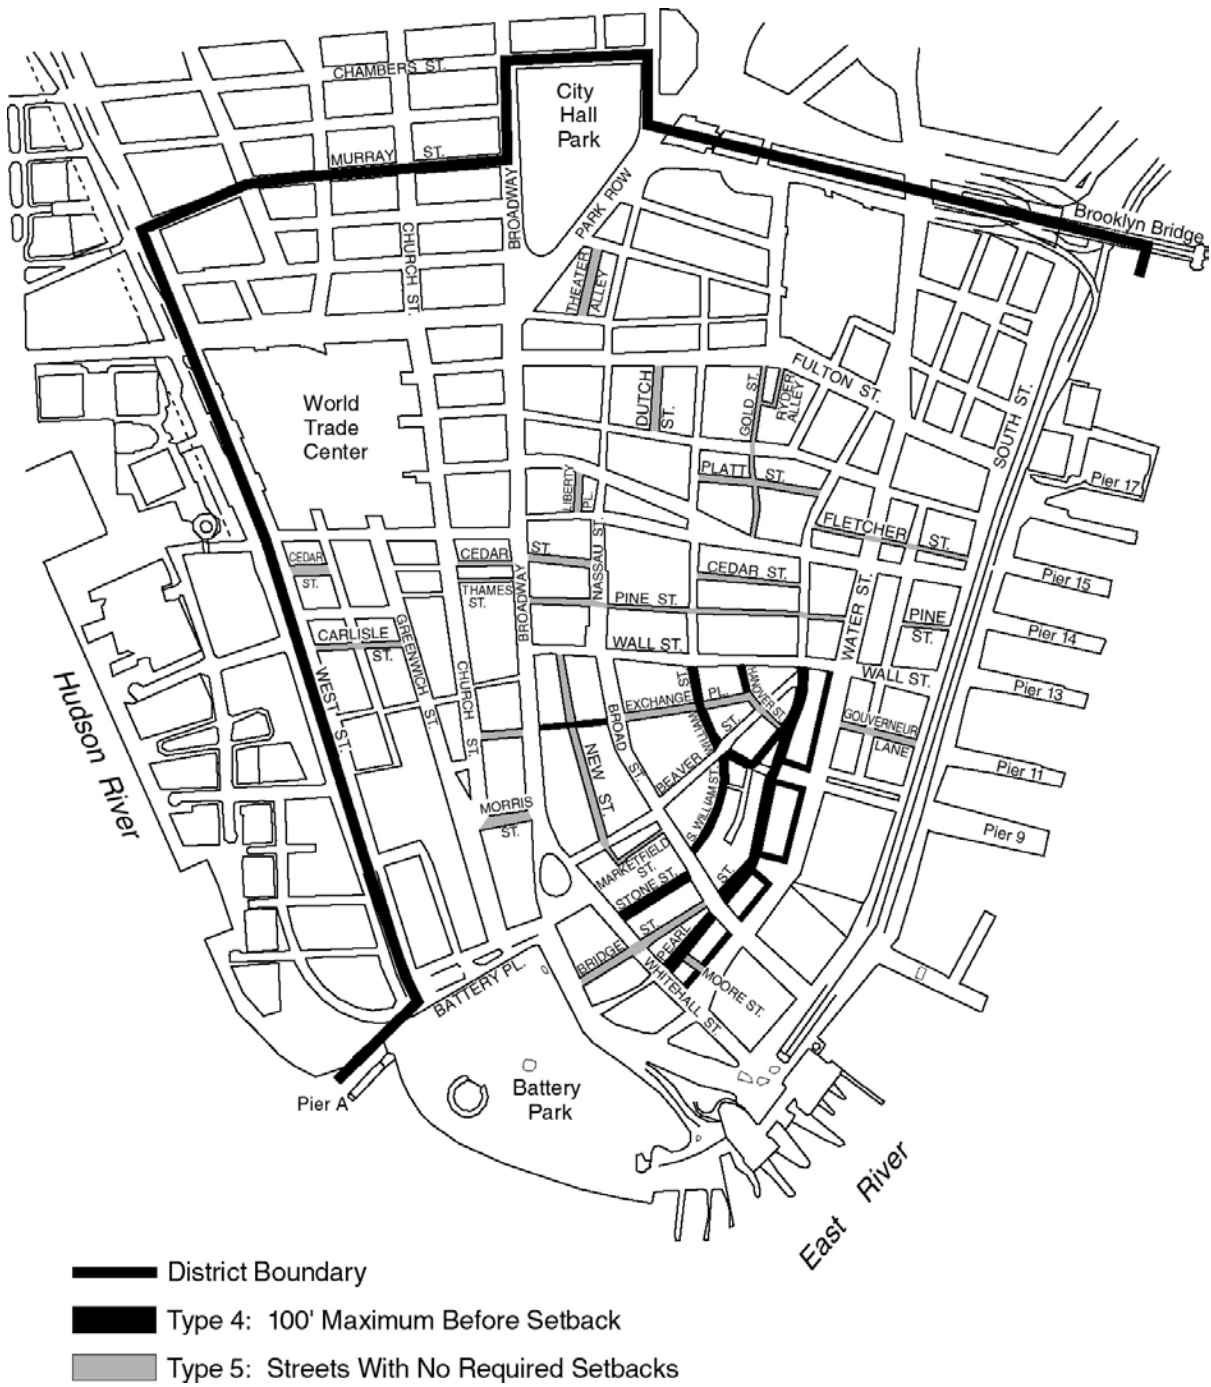 CHAMBERS ST.
City
Hall
Park
MURRAY ST.
BROADWAY
PARK ROW
Brooklyn Bridge
CHURCH ST.
THEATER
ALLEY
FULTON ST.
SOUTH ST.
World
Trade
Center
DUTCH
ST.
GOLD ST.
RYDER
ALLEY
PLATT ST.
Pier 17
LIBERTY
PL.
FLETCHER ST.
NASSAU ST.
CEDAR
ST.
CEDAR ST.
CEDAR ST.
Pier 15
THAMES
ST.
BROADWAY
PINE ST.
WATER ST.
PINE
ST.
Pier 14
CARLISLE
ST.
GREENWICH ST.
WALL ST.
WALL ST.
Hudson River
WEST ST.
CHURCH ST.
EXCHANGE PL.
HANOVER ST.
WILLIAM ST.
Pier 13
GOUVERNEUR
LANE
BROAD ST.
NEW ST.
BEAVER ST.
Pier 11
MORRIS
ST.
S. WILLIAM ST.
Pier 9
MARKETFIELD
ST.
STONE ST.
BRIDGE ST.
PEARL ST.
MOORE ST.
WHITEHALL ST.
BATTERY PL.
Pier A
Battery
Park
East River
District Boundary
Type 4: 100' Maximum Before Setback
Type 5: Streets With No Required Setbacks